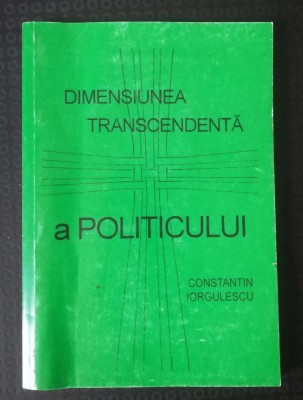 DIMENSIUNEA
TRANSCENDENTĂ
a POLITICULUI
CONSTANTIN
IORGULESCU